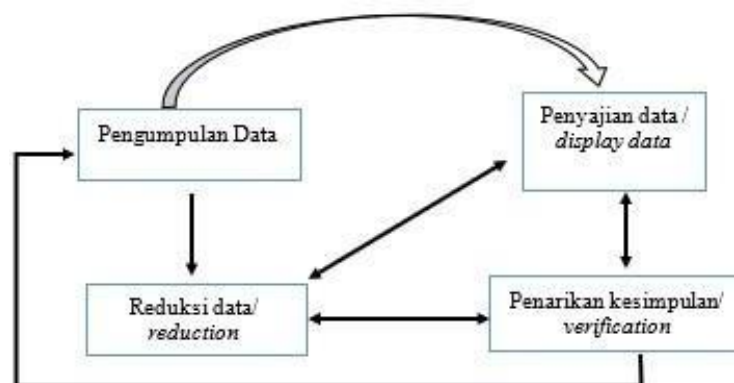 Pengumpulan Data
Penyajian data /
display data
Reduksi data/
reduction
Penarikan kesimpulan/
verification